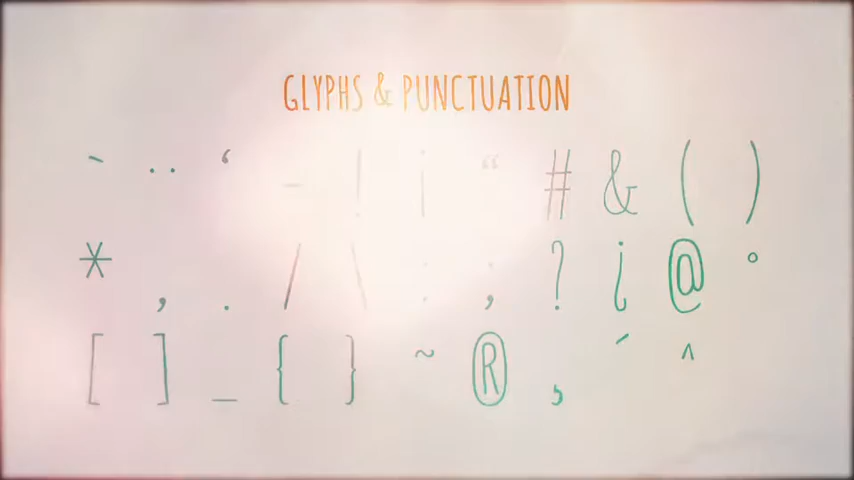 GLYPHS & PUNCTUATION
` ¨ ‘ - ! ¡ “ # & ( )
* , . / \ : ; ? ¿ @ °
[ ] _ { } ~ ® ¸ ´ ^